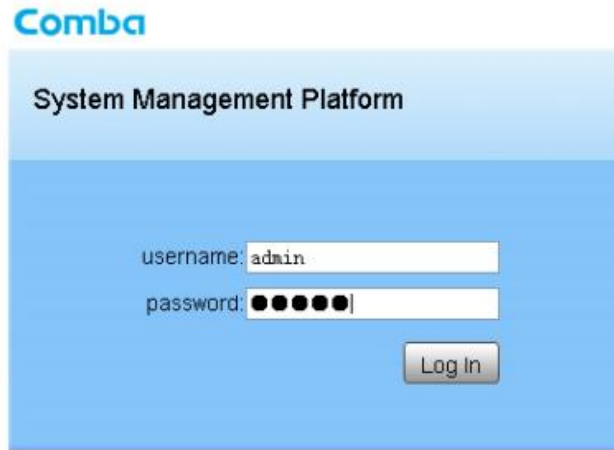 Comba
System Management Platform
username: admin
password: ●●●●●
Log In